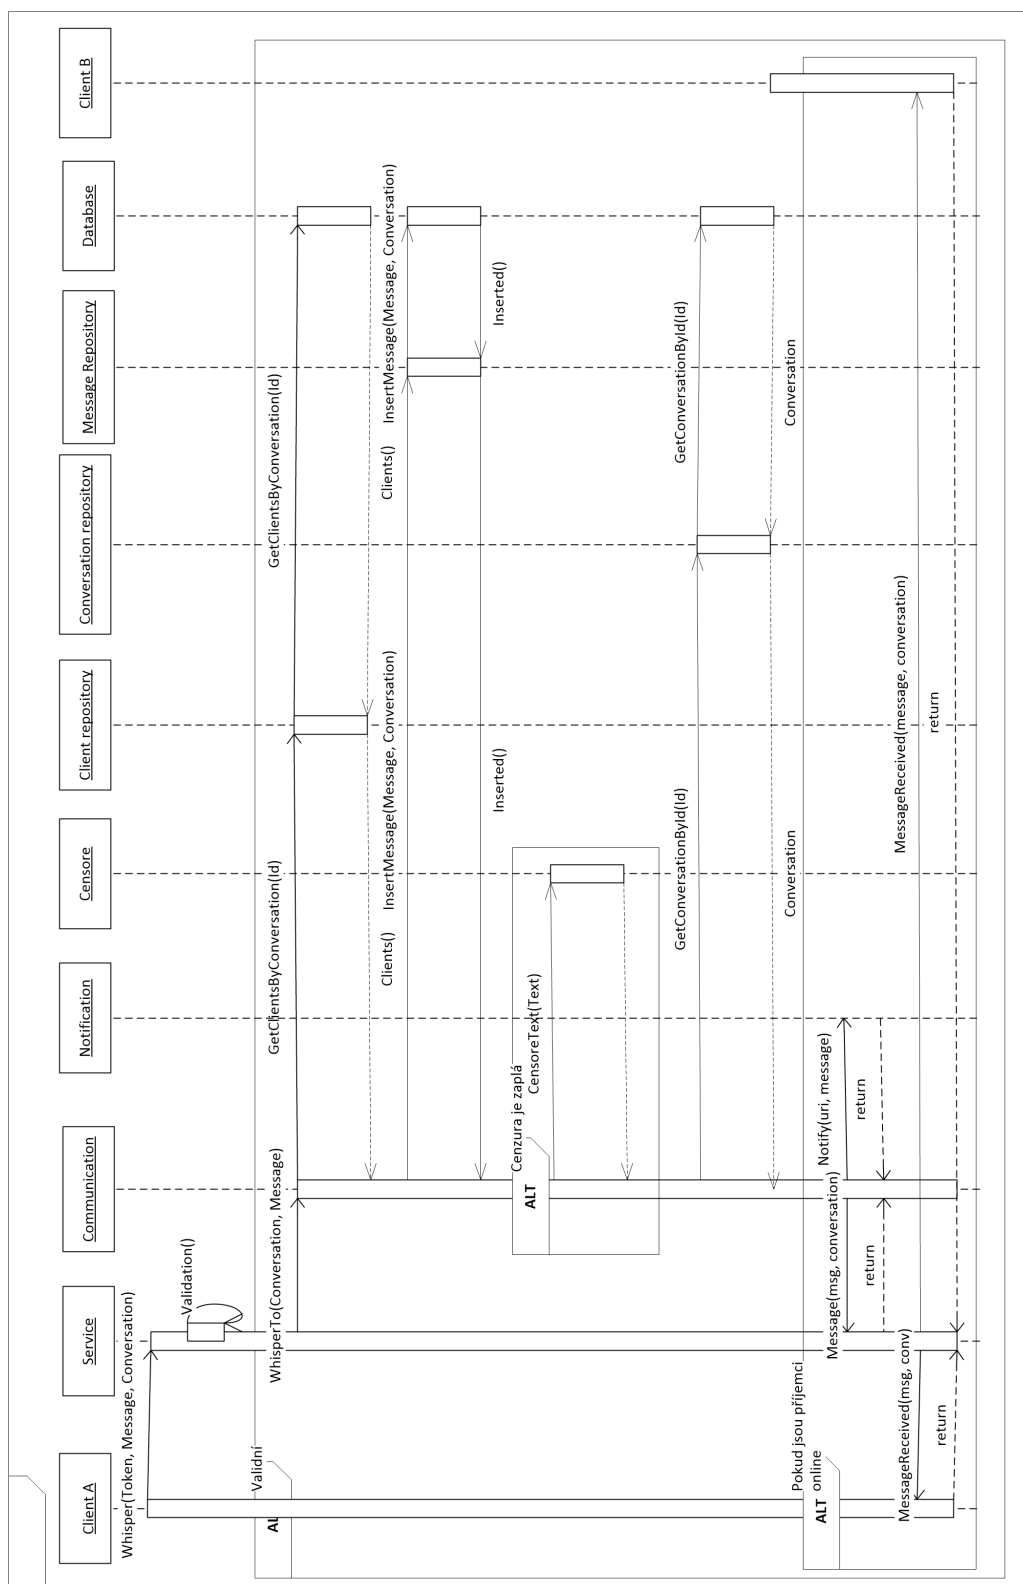 Client A
Service
Communication
Notification
Censore
Client repository
Conversation repository
Message Repository
Database
Client B
Whisper(Token, Message, Conversation)
Validation()
Validní
WhisperTo(Conversation, Message)
GetClientsByConversation(Id)
GetClientsByConversation(Id)
Clients()
Clients()
InsertMessage(Message, Conversation)
InsertMessage(Message, Conversation)
Inserted()
Inserted()
ALT
Cenzura je zaplá
CensoreText(Text)
GetConversationById(Id)
GetConversationById(Id)
Conversation
Conversation
ALT
Pokud jsou příjemci
online
Message(msg, conversation)
Notify(uri, message)
return
return
MessageReceived(msg, conv)
MessageReceived(message, conversation)
return
return